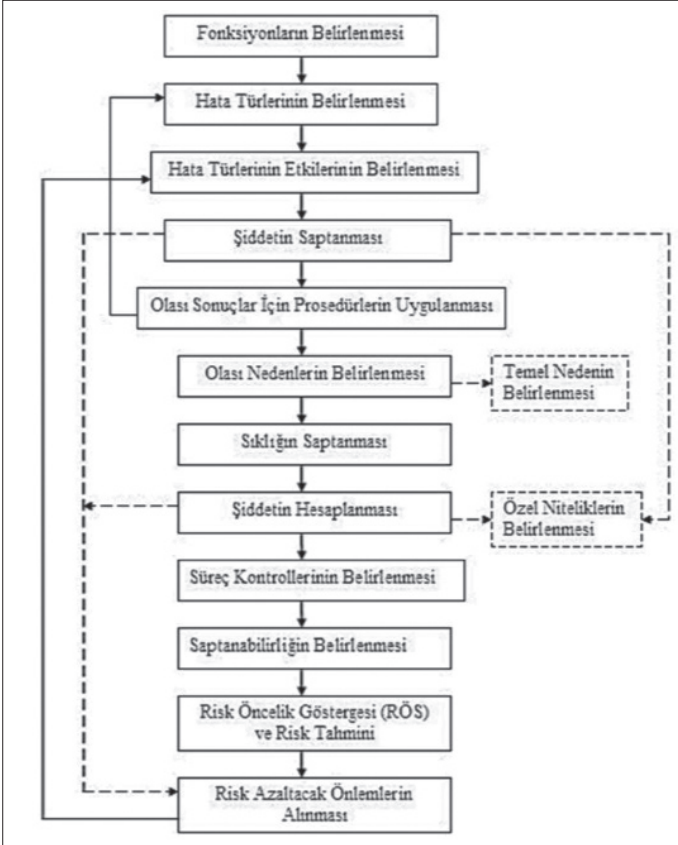 Fonksiyonların Belirlenmesi
Hata Türlerinin Belirlenmesi
Hata Türlerinin Etkilerinin Belirlenmesi
Şiddetin Saptanması
Olası Sonuçlar İçin Prosedürlerin Uygulanması
Olası Nedenlerin Belirlenmesi
Temel Nedenin
Belirlenmesi
Sıklığın Saptanması
Şiddetin Hesaplanması
Özel Niteliklerin
Belirlenmesi
Süreç Kontrollerinin Belirlenmesi
Saptanabilirliğin Belirlenmesi
Risk Öncelik Göstergesi (RÖS)
ve Risk Tahmini
Risk Azaltacak Önlemlerin
Alınması